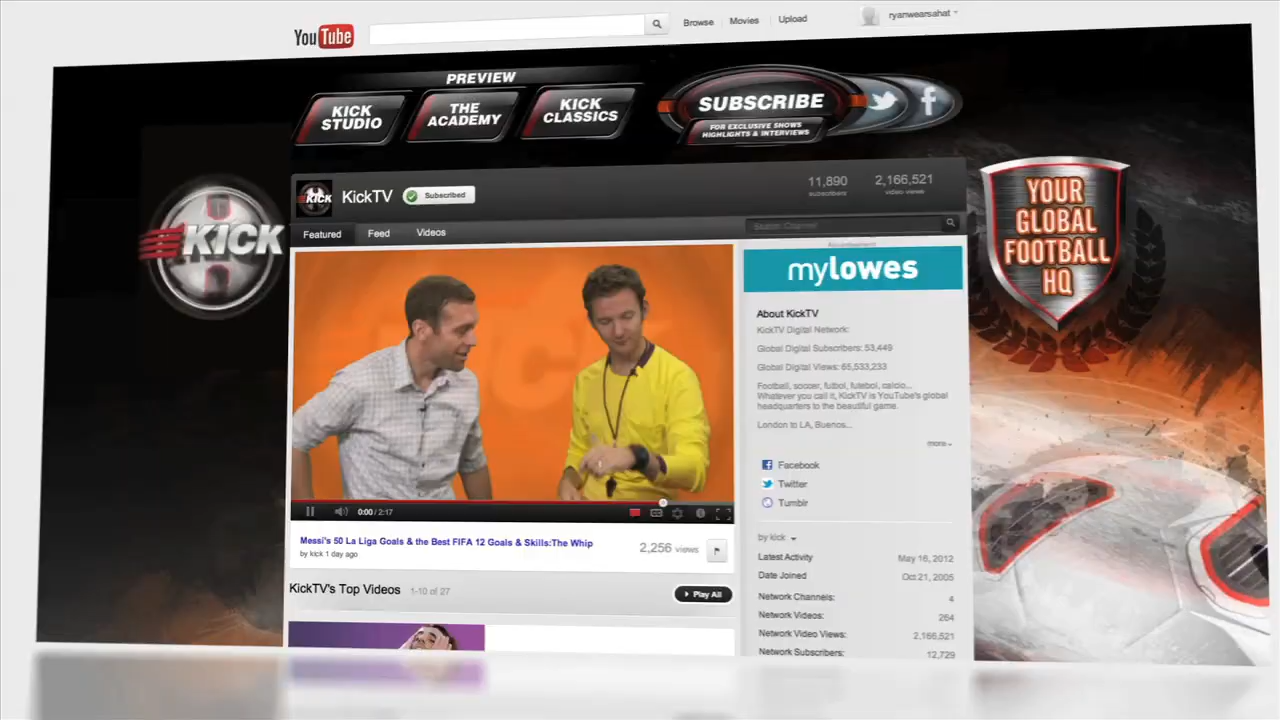 YouTube
Browse
Movies
Upload
ryanwearsahat
PREVIEW
KICK
STUDIO
THE
ACADEMY
KICK
CLASSICS
SUBSCRIBE
FOR EXCLUSIVE SHOWS
HIGHLIGHTS & INTERVIEWS
KICK
KickTV
Subscribed
11,890
subscribers
2,166,521
video views
Featured
Feed
Videos
Search Channel
KICK
YOUR
GLOBAL
FOOTBALL
HQ
Advertisement
mylowes
About KickTV
KickTV Digital Network:
Global Digital Subscribers: 53,449
Global Digital Views: 65,533,233
Football, soccer, futbol, futebol, calcio...
Whatever you call it, KickTV is YouTube's global
headquarters to the beautiful game.
London to LA, Buenos...
more
Facebook
Twitter
Tumblr
by kick
Latest Activity May 16, 2012
Date Joined Oct 21, 2005
Network Channels: 4
Network Videos: 264
Network Video Views: 2,166,521
Network Subscribers: 12,729
0:00 / 2:17
Messi's 50 La Liga Goals & the Best FIFA 12 Goals & Skills:The Whip
by kick 1 day ago
2,256 views
KickTV's Top Videos 1-10 of 27
Play All